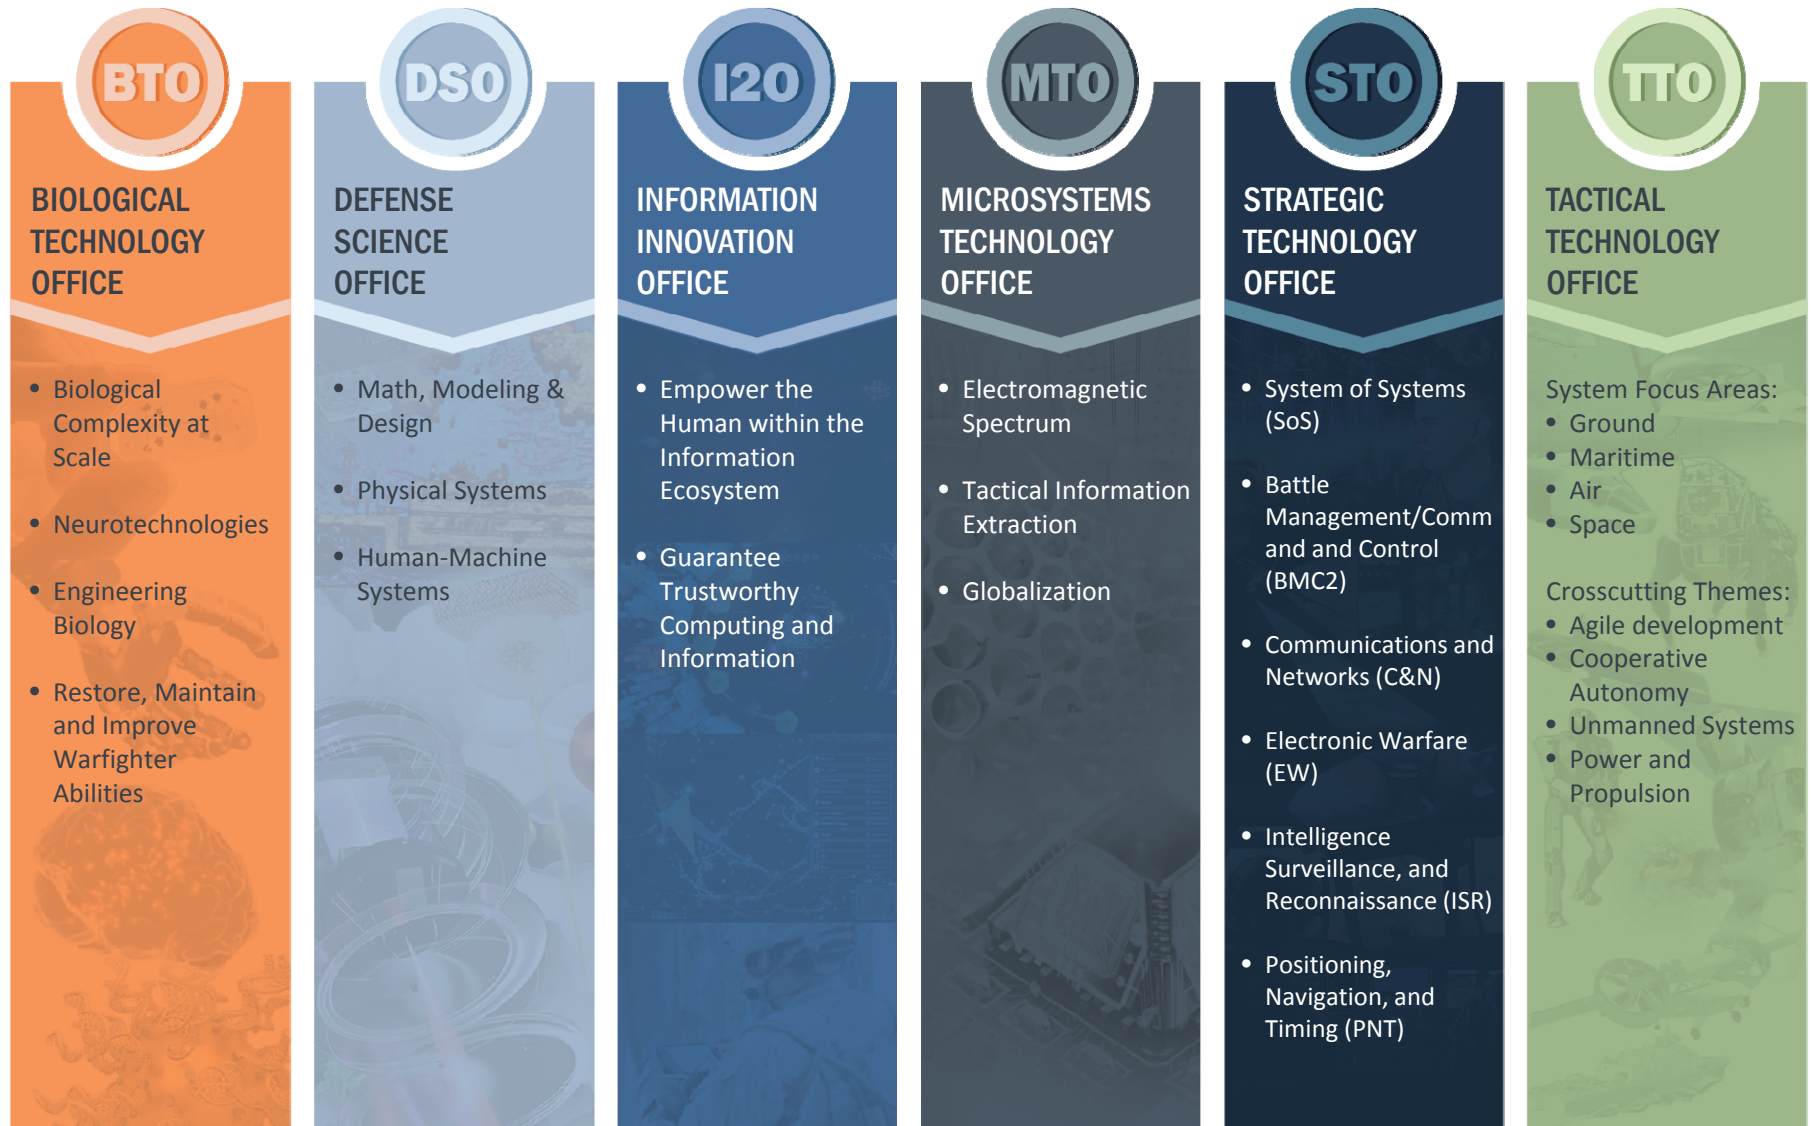 BTO
BIOLOGICAL
TECHNOLOGY
OFFICE
• Biological
Complexity at
Scale
• Neurotechnologies
• Engineering
Biology
• Restore, Maintain
and Improve
Warfighter
Abilities
DSO
DEFENSE
SCIENCE
OFFICE
• Math, Modeling &
Design
• Physical Systems
• Human-Machine
Systems
I2O
INFORMATION
INNOVATION
OFFICE
• Empower the
Human within the
Information
Ecosystem
• Guarantee
Trustworthy
Computing and
Information
MTO
MICROSYSTEMS
TECHNOLOGY
OFFICE
• Electromagnetic
Spectrum
• Tactical Information
Extraction
• Globalization
STO
STRATEGIC
TECHNOLOGY
OFFICE
• System of Systems
(SoS)
• Battle
Management/Comm
and and Control
(BMC2)
• Communications and
Networks (C&N)
• Electronic Warfare
(EW)
• Intelligence
Surveillance, and
Reconnaissance (ISR)
• Positioning,
Navigation, and
Timing (PNT)
TTO
TACTICAL
TECHNOLOGY
OFFICE
System Focus Areas:
• Ground
• Maritime
• Air
• Space
Crosscutting Themes:
• Agile development
• Cooperative
Autonomy
• Unmanned Systems
• Power and
Propulsion